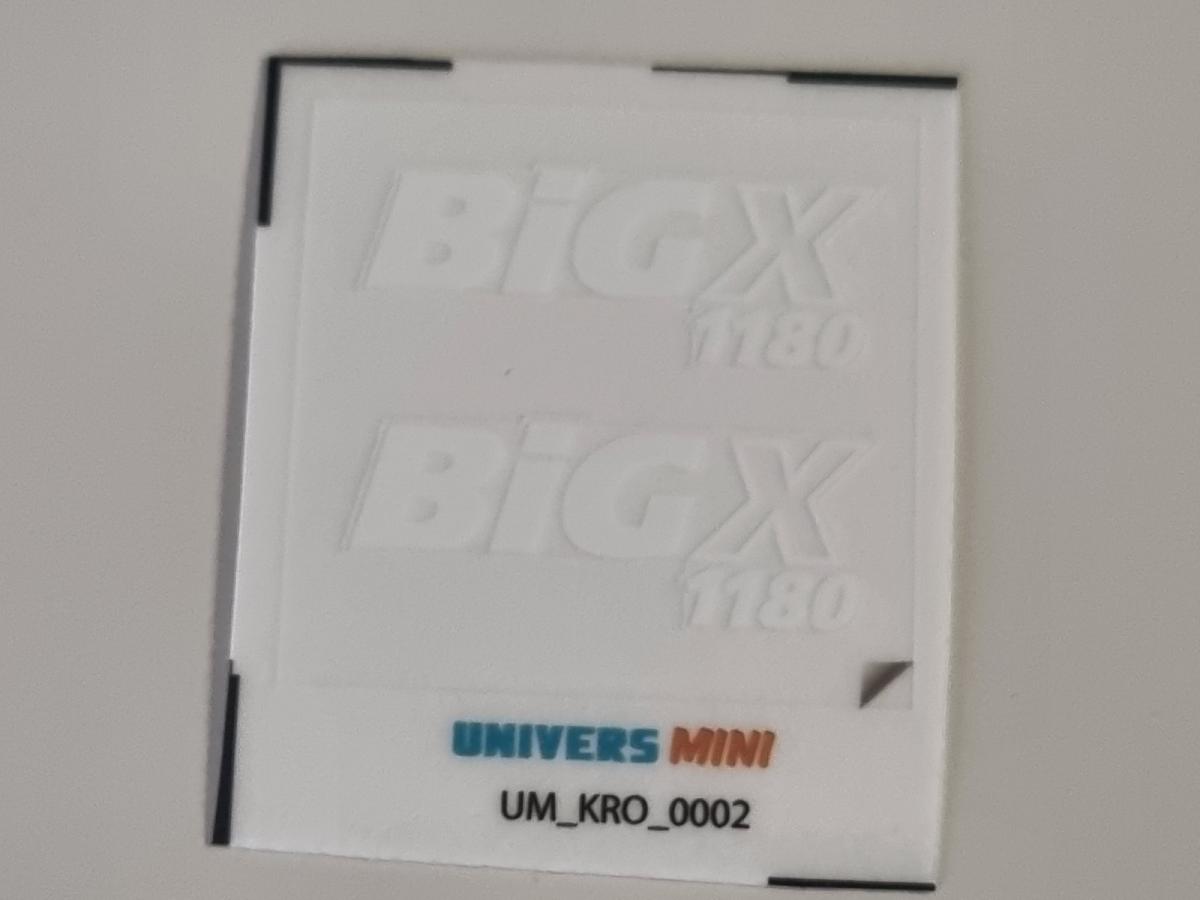 BiGX
1180
BiGX
1180
UNIVERS MINI
UM_KRO_0002